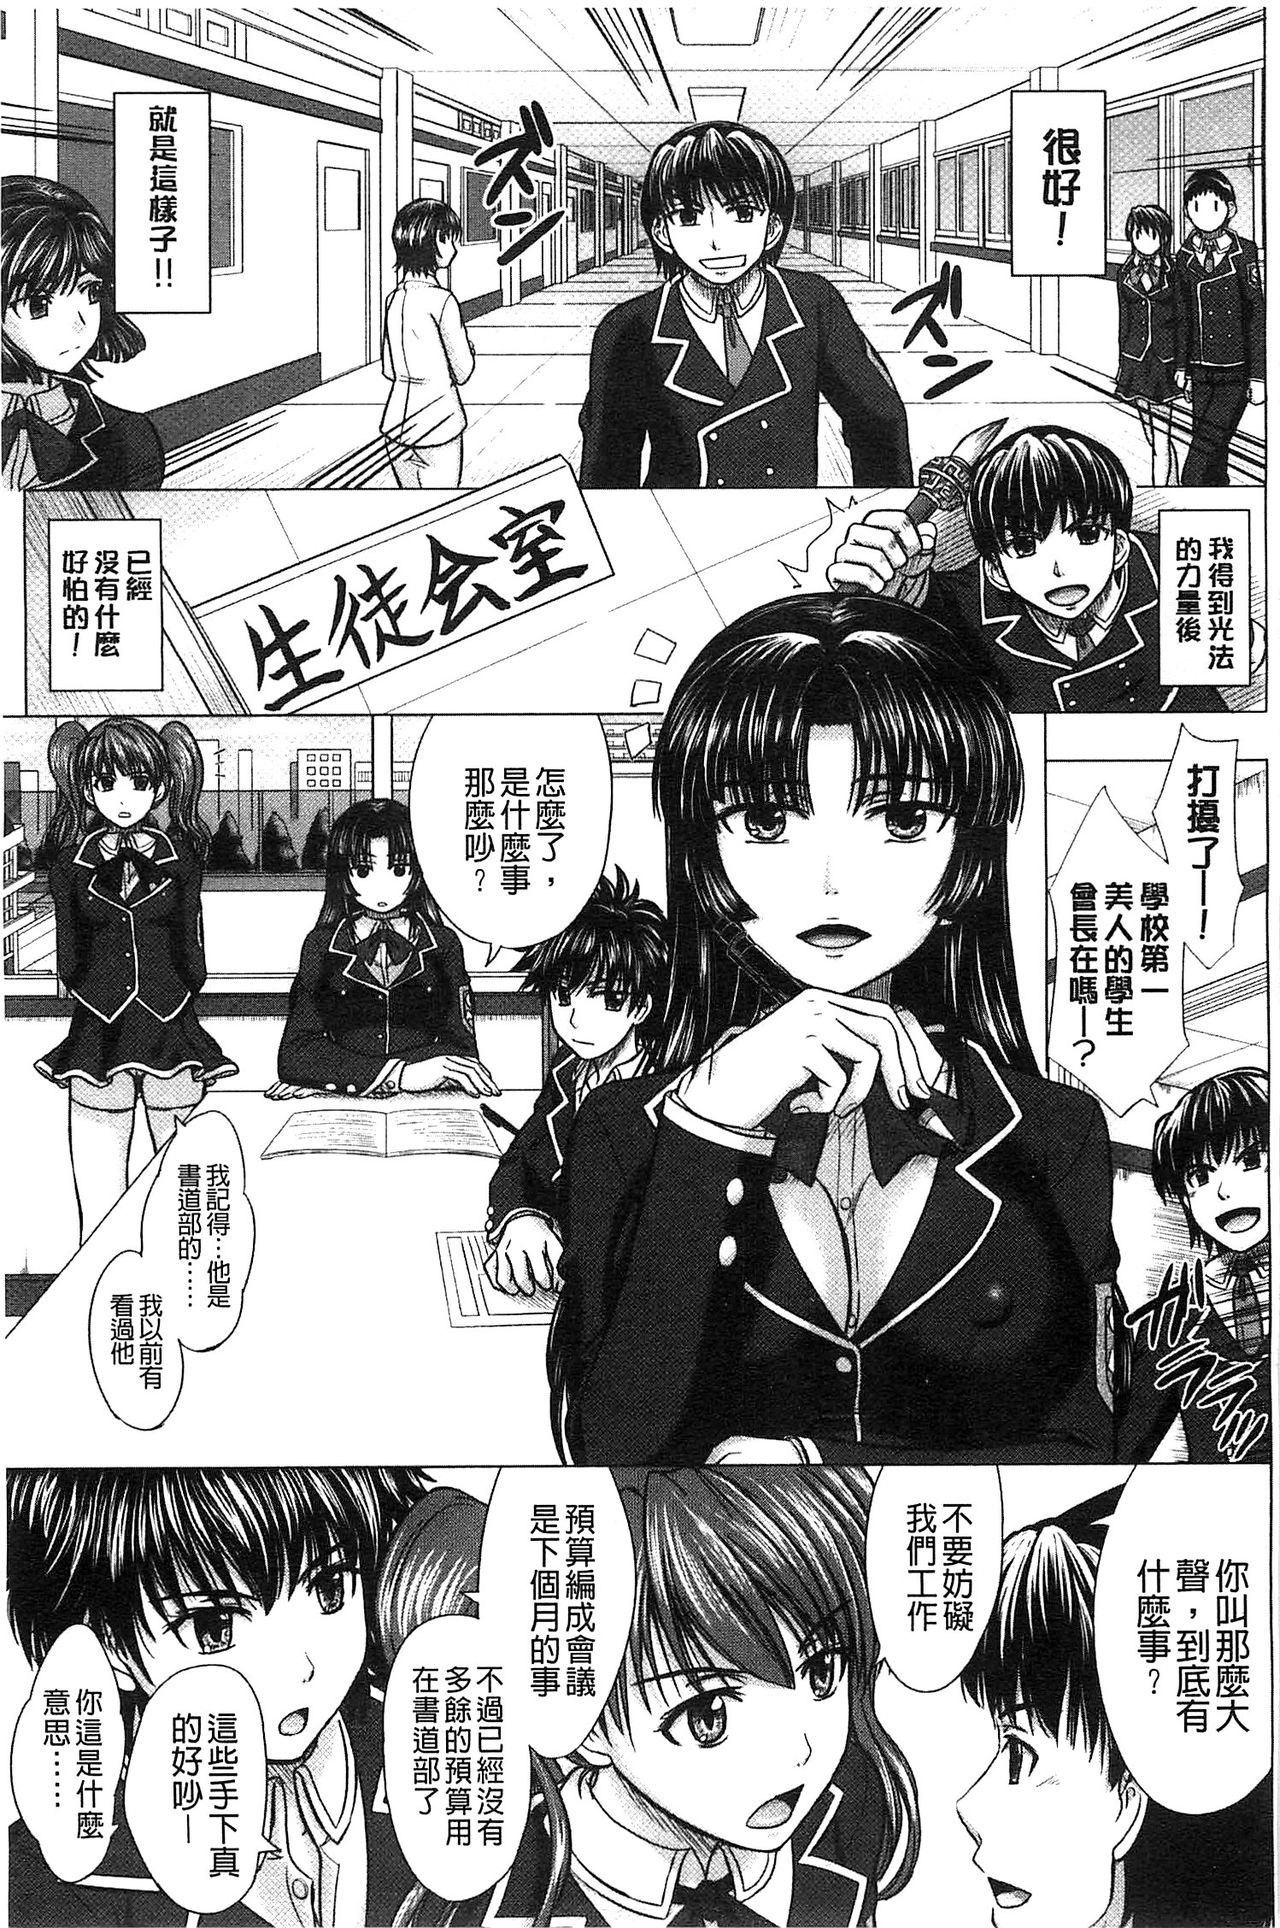 很好！
ズン
ズン
就是這樣子!!
我得到光法
的力量後
生徒会室
已經
沒有什麼
好怕的！
打擾了ー！
學校第一
美人的學生
會長在嗎ー？
ガラララッ
怎麼了，
是什麼事
那麼吵？
我記得…他是
書道部的……
我以前有
看過他
你叫那麼大
聲，到底有
什麼事？
不要妨礙
我們工作
預算編成會議
是下個月的事
不過已經沒有
多餘的預算用
在書道部了
這些手下真
的好吵ー
你這是什麼
意思……